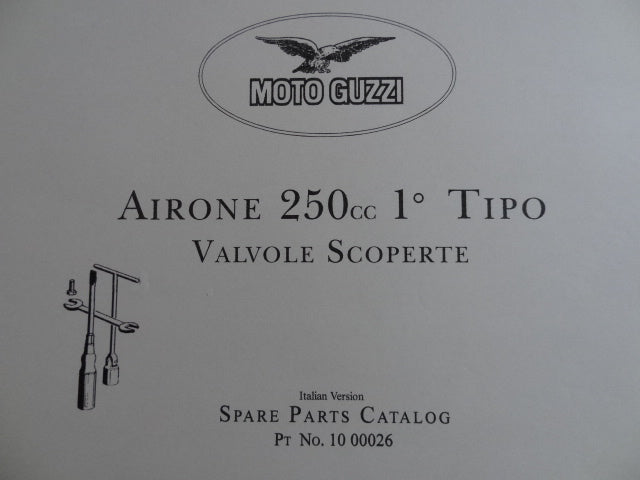 MOTO GUZZI
AIRONE 250CC 1° TIPO
VALVOLE SCOPERTE
Italian Version
SPARE PARTS CATALOG
PT NO. 10 00026